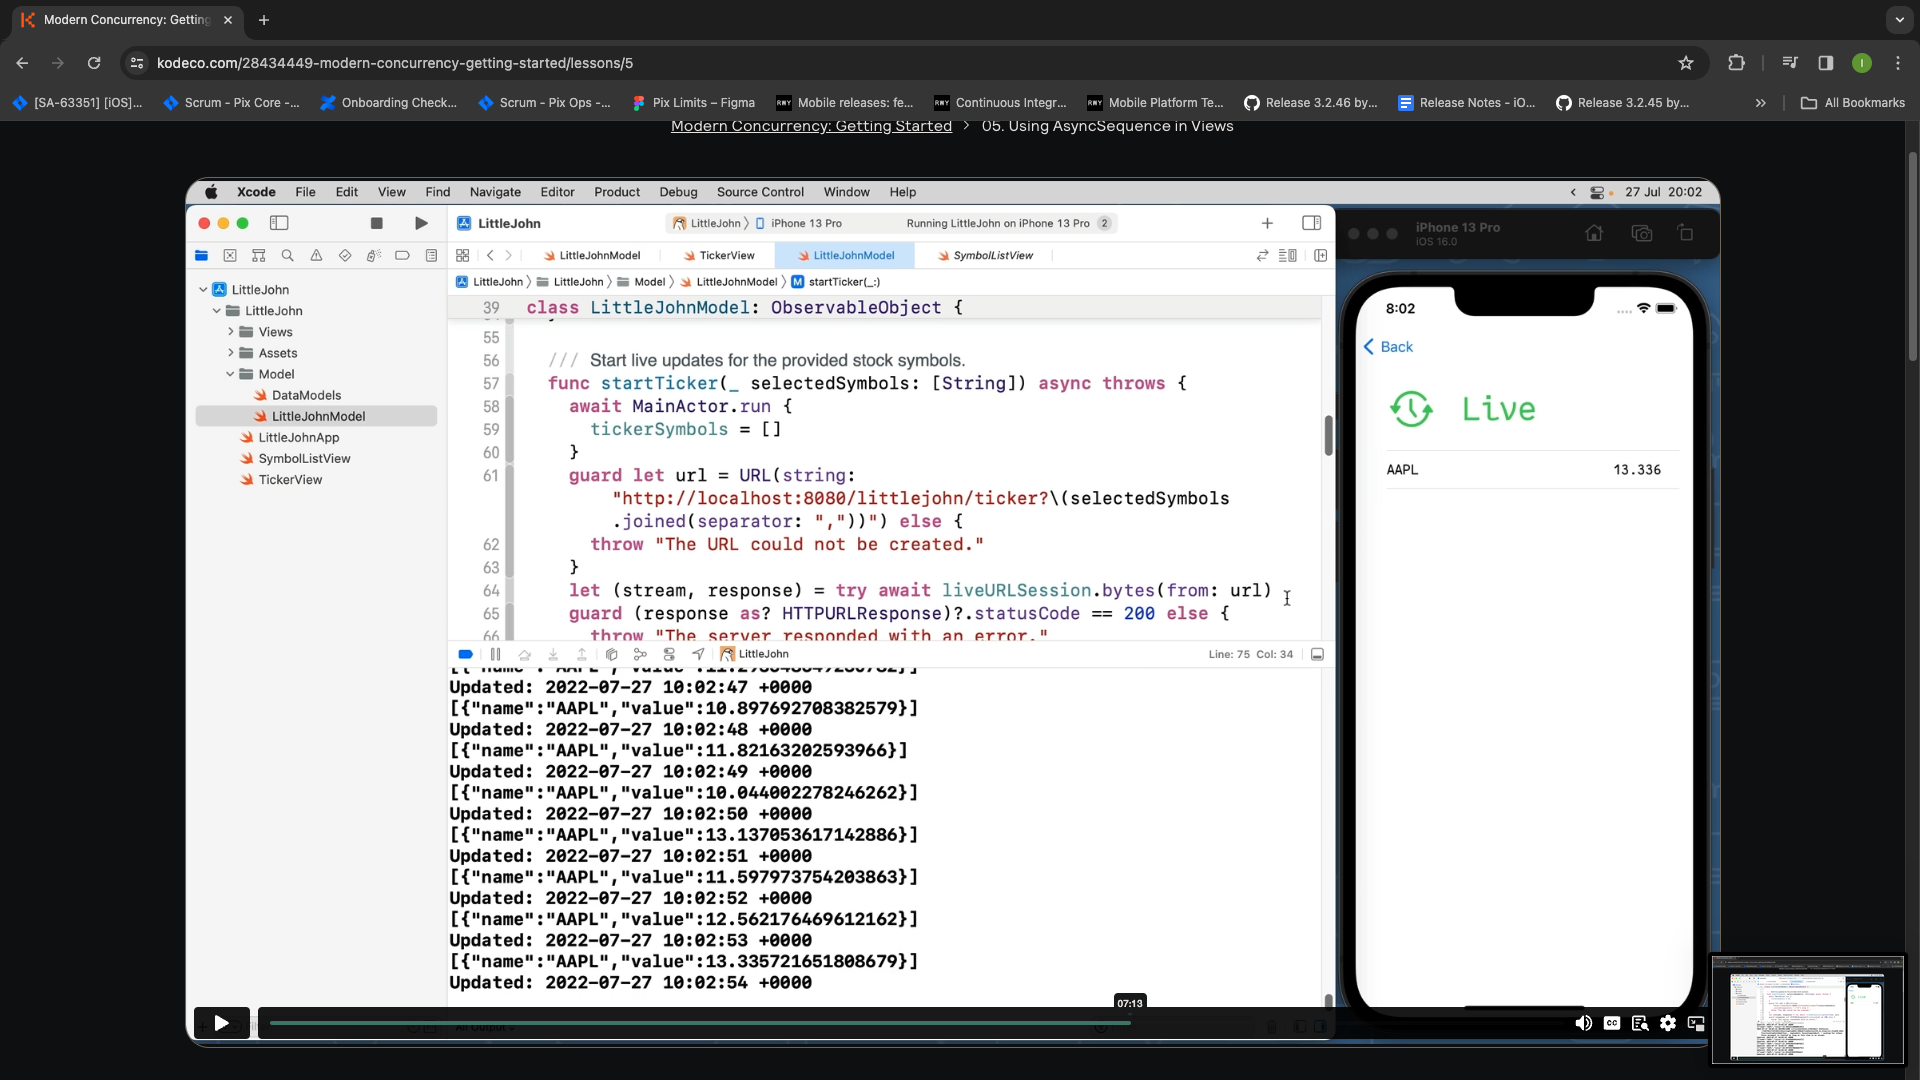 Modern Concurrency: Getting
kodeco.com/28434449-modern-concurrency-getting-started/lessons/5
[SA-63351] [iOS]...
Scrum - Pix Core -...
Onboarding Check...
Scrum - Pix Ops -...
Pix Limits – Figma
RWY Mobile releases: fe...
RWY Continuous Integr...
RWY Mobile Platform Te...
Release 3.2.46 by...
Release Notes - iO...
Release 3.2.45 by...
All Bookmarks
Modern Concurrency: Getting Started > 05. Using AsyncSequence in Views
Xcode File Edit View Find Navigate Editor Product Debug Source Control Window Help
27 Jul 20:02
LittleJohn
LittleJohn
iPhone 13 Pro
Running LittleJohn on iPhone 13 Pro 2
iPhone 13 Pro
iOS 16.0
LittleJohnModel
TickerView
LittleJohnModel
SymbolListView
LittleJohn
LittleJohn
Model
LittleJohnModel
M startTicker(_:)
LittleJohn
LittleJohn
Views
Assets
Model
DataModels
LittleJohnModel
LittleJohnApp
SymbolListView
TickerView
39 class LittleJohnModel: ObservableObject {
55
56 /// Start live updates for the provided stock symbols.
57 func startTicker(_ selectedSymbols: [String]) async throws {
58 await MainActor.run {
59 tickerSymbols = []
60 }
61 guard let url = URL(string:
"http://localhost:8080/littlejohn/ticker?\(selectedSymbols
.joined(separator: ","))") else {
62 throw "The URL could not be created."
63 }
64 let (stream, response) = try await liveURLSession.bytes(from: url)
65 guard (response as? HTTPURLResponse)?.statusCode == 200 else {
66 throw "The server responded with an error."
LittleJohn
Line: 75 Col: 34
Updated: 2022-07-27 10:02:47 +0000
[{"name":"AAPL","value":10.897692708382579}]
Updated: 2022-07-27 10:02:48 +0000
[{"name":"AAPL","value":11.82163202593966}]
Updated: 2022-07-27 10:02:49 +0000
[{"name":"AAPL","value":10.044002278246262}]
Updated: 2022-07-27 10:02:50 +0000
[{"name":"AAPL","value":13.137053617142886}]
Updated: 2022-07-27 10:02:51 +0000
[{"name":"AAPL","value":11.597973754203863}]
Updated: 2022-07-27 10:02:52 +0000
[{"name":"AAPL","value":12.562176469612162}]
Updated: 2022-07-27 10:02:53 +0000
[{"name":"AAPL","value":13.335721651808679}]
Updated: 2022-07-27 10:02:54 +0000
8:02
Back
Live
AAPL 13.336
07:13
CC